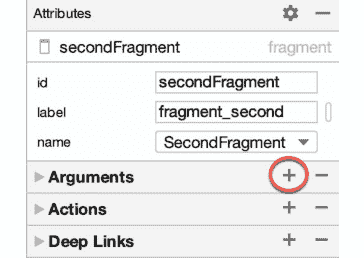 Attributes
secondFragment fragment
id secondFragment
label fragment_second
name SecondFragment
Arguments
Actions
Deep Links